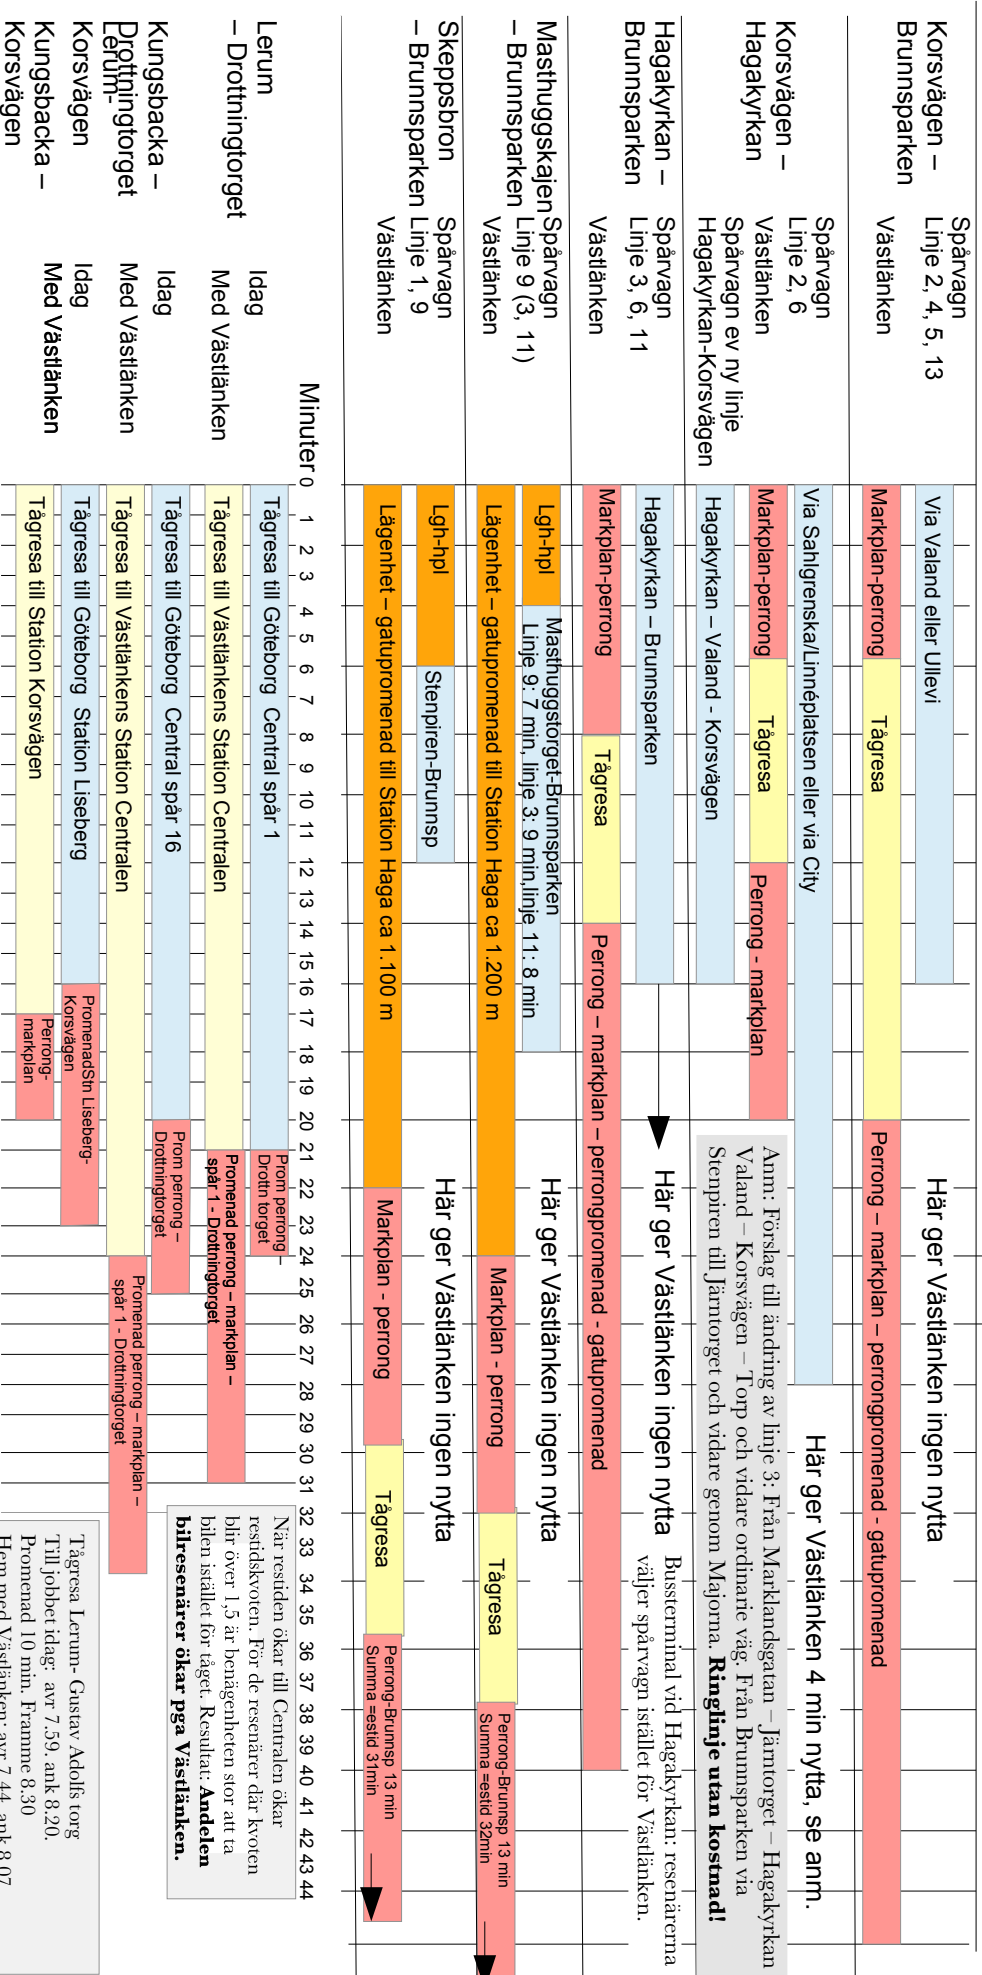 Korsvägen –
Brunnsparken
Spårvagn
Linje 2, 4, 5, 13
Västlänken
Via Valand eller Ullevi
Här ger Västlänken ingen nytta
Markplan-perrong
Tågresa
Perrong – markplan – perrongpromenad - gatupromenad
Korsvägen –
Hagakyrkan
Spårvagn
Linje 2, 6
Västlänken
Spårvagn ev ny linje
Hagakyrkan-Korsvägen
Via Sahlgrenska/Linnéplatsen eller via City
Här ger Västlänken 4 min nytta, se anm.
Markplan-perrong
Tågresa
Perrong - markplan
Hagakyrkan – Valand - Korsvägen
Anm: Förslag till ändring av linje 3: Från Marklandsgatan – Järntorget – Hagakyrkan
Valand – Korsvägen – Torp och vidare ordinarie väg. Från Brunnsparken via
Stenpiren till Järntorget och vidare genom Majorna. Ringlinje utan kostnad!
Hagakyrkan –
Brunnsparken
Spårvagn
Linje 3, 6, 11
Västlänken
Hagakyrkan – Brunnsparken
Här ger Västlänken ingen nytta
Bussterminal vid Hagakyrkan: resenärerna
väljer spårvagn istället för Västlänken.
Markplan-perrong
Tågresa
Perrong – markplan – perrongpromenad - gatupromenad
Masthuggskajen
– Brunnsparken
Spårvagn
Linje 9 (3, 11)
Västlänken
Lgh-hpl
Masthuggstorget-Brunnsparken
Linje 9: 7 min, linje 3: 9 min,linje 11: 8 min
Här ger Västlänken ingen nytta
Lägenhet – gatupromenad till Station Haga ca 1.200 m
Markplan - perrong
Tågresa
Perrong-Brunnsp 13 min
Summa =estid 32min
Skeppsbron
– Brunnsparken
Spårvagn
Linje 1, 9
Västlänken
Lgh-hpl
Stenpiren-Brunnsp
Här ger Västlänken ingen nytta
Lägenhet – gatupromenad till Station Haga ca 1.100 m
Markplan - perrong
Tågresa
Perrong-Brunnsp 13 min
Summa =estid 31min
Minuter 0 1 2 3 4 5 6 7 8 9 10 11 12 13 14 15 16 17 18 19 20 21 22 23 24 25 26 27 28 29 30 31 32 33 34 35 36 37 38 39 40 41 42 43 44
Lerum
– Drottningtorget
Idag
Med Västlänken
Tågresa till Göteborg Central spår 1
Prom perrong –
Drottn torget
Tågresa till Västlänkens Station Centralen
Promenad perrong – markplan –
spår 1 - Drottningtorget
När restiden ökar till Centralen ökar
restidskvoten. För de resenärer där kvoten
blir över 1,5 är benägenheten stor att ta
bilen istället för tåget. Resultat: Andelen
bilresenärer ökar pga Västlänken.
Kungsbacka –
Drottningtorget
Idag
Med Västlänken
Tågresa till Göteborg Central spår 16
Prom perrong –
Drottningtorget
Tågresa till Västlänkens Station Centralen
Promenad perrong – markplan –
spår 1 - Drottningtorget
Lerum-
Korsvägen
Idag
Tågresa till Göteborg Station Liseberg
PromenadStn Liseberg-
Korsvägen
Kungsbacka –
Korsvägen
Med Västlänken
Tågresa till Station Korsvägen
Perrong-
markplan
Tågresa Lerum- Gustav Adolfs torg
Till jobbet idag: avr 7.59. ank 8.20.
Promenad 10 min. Framme 8.30
Hem med Västlänken: avr 7.44, ank 8.07